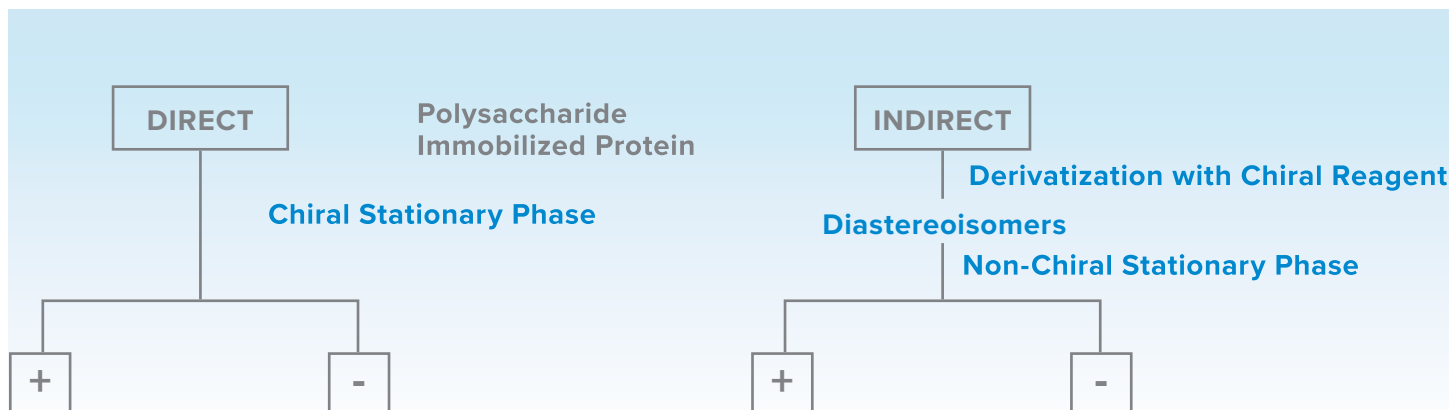 DIRECT
Polysaccharide
Immobilized Protein
Chiral Stationary Phase
+
-
INDIRECT
Derivatization with Chiral Reagent
Diastereoisomers
Non-Chiral Stationary Phase
+
-